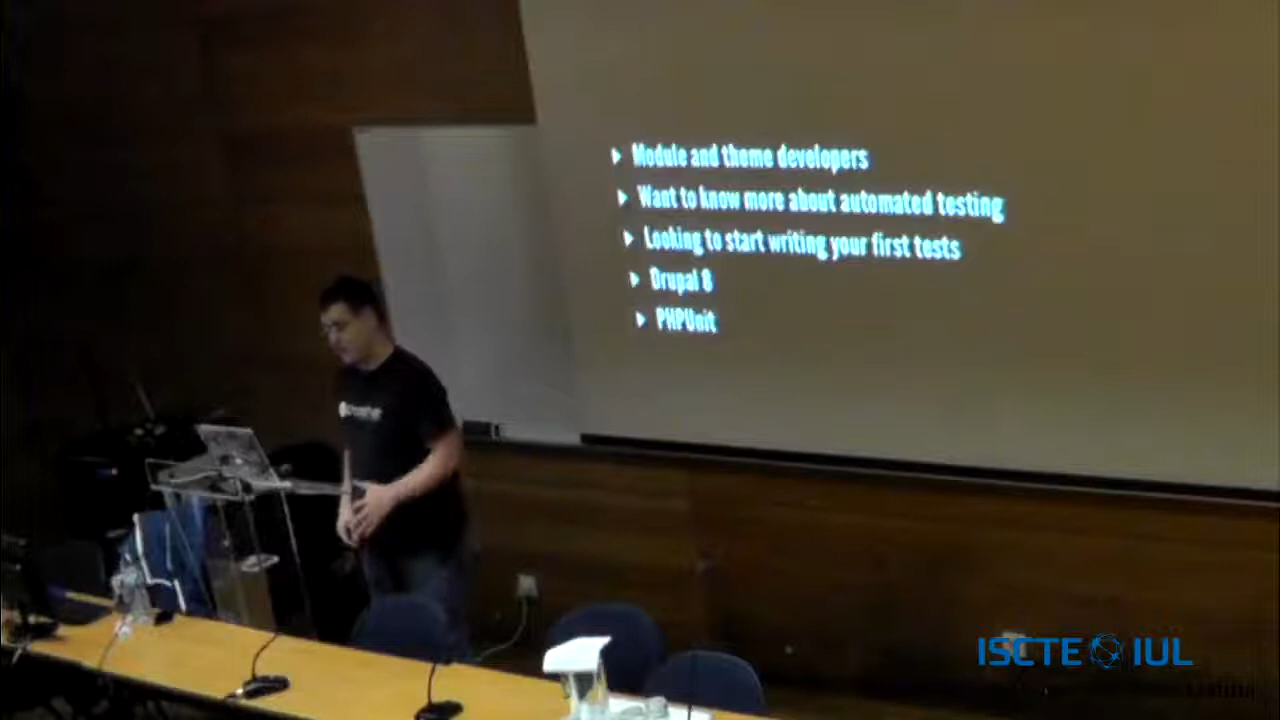 Module and theme developers
Want to know more about automated testing
Looking to start writing your first tests
Drupal 8
PHPUnit
ISCTE IUL